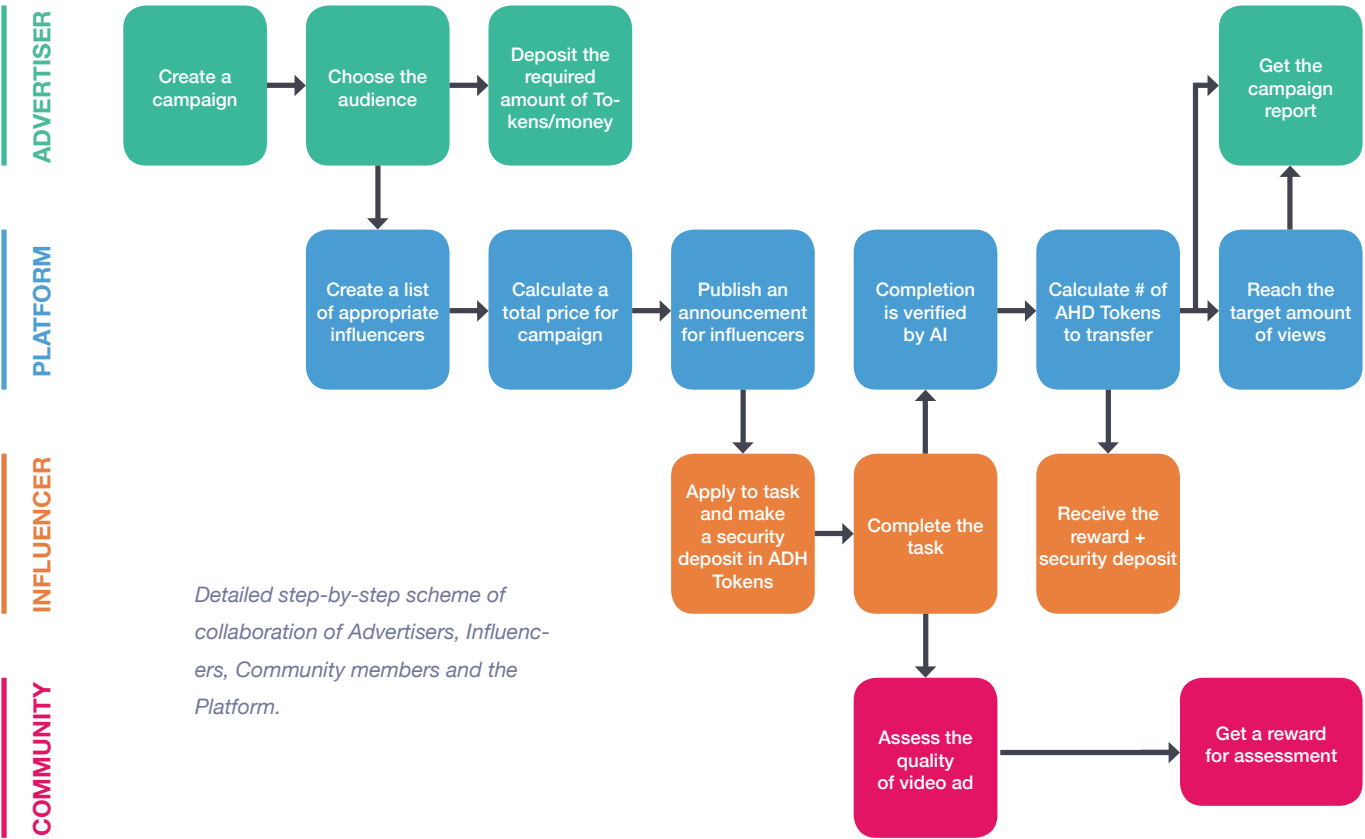 ADVERTISER
Create a
campaign
Choose the
audience
Deposit the
required
amount of To-
kens/money
Get the
campaign
report
PLATFORM
Create a list
of appropriate
influencers
Calculate a
total price for
campaign
Publish an
announcement
for influencers
Completion
is verified
by AI
Calculate # of
AHD Tokens
to transfer
Reach the
target amount
of views
INFLUENCER
Apply to task
and make
a security
deposit in ADH
Tokens
Complete the
task
Receive the
reward +
security deposit
Detailed step-by-step scheme of
collaboration of Advertisers, Influenc-
ers, Community members and the
Platform.
COMMUNITY
Assess the
quality
of video ad
Get a reward
for assessment